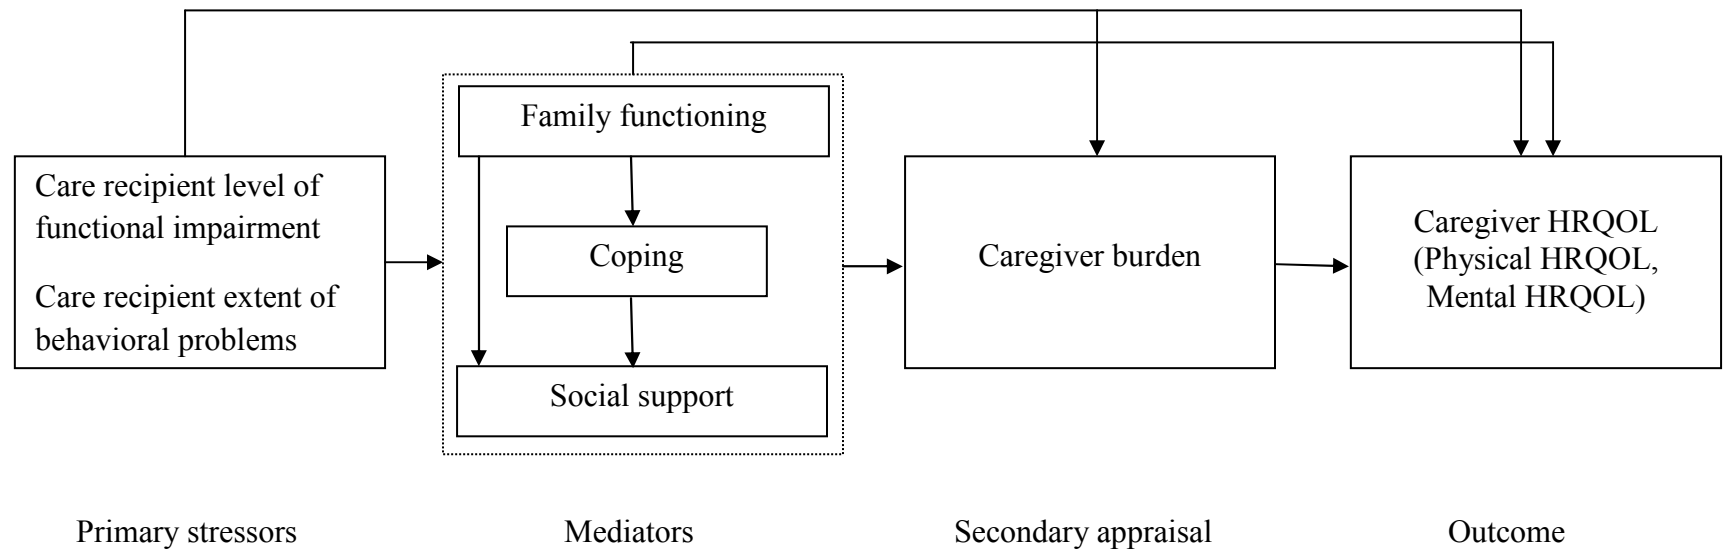 Family functioning
Care recipient level of
functional impairment
Care recipient extent of
behavioral problems
Coping
Social support
Caregiver burden
Caregiver HRQOL
(Physical HRQOL,
Mental HRQOL)
Primary stressors
Mediators
Secondary appraisal
Outcome